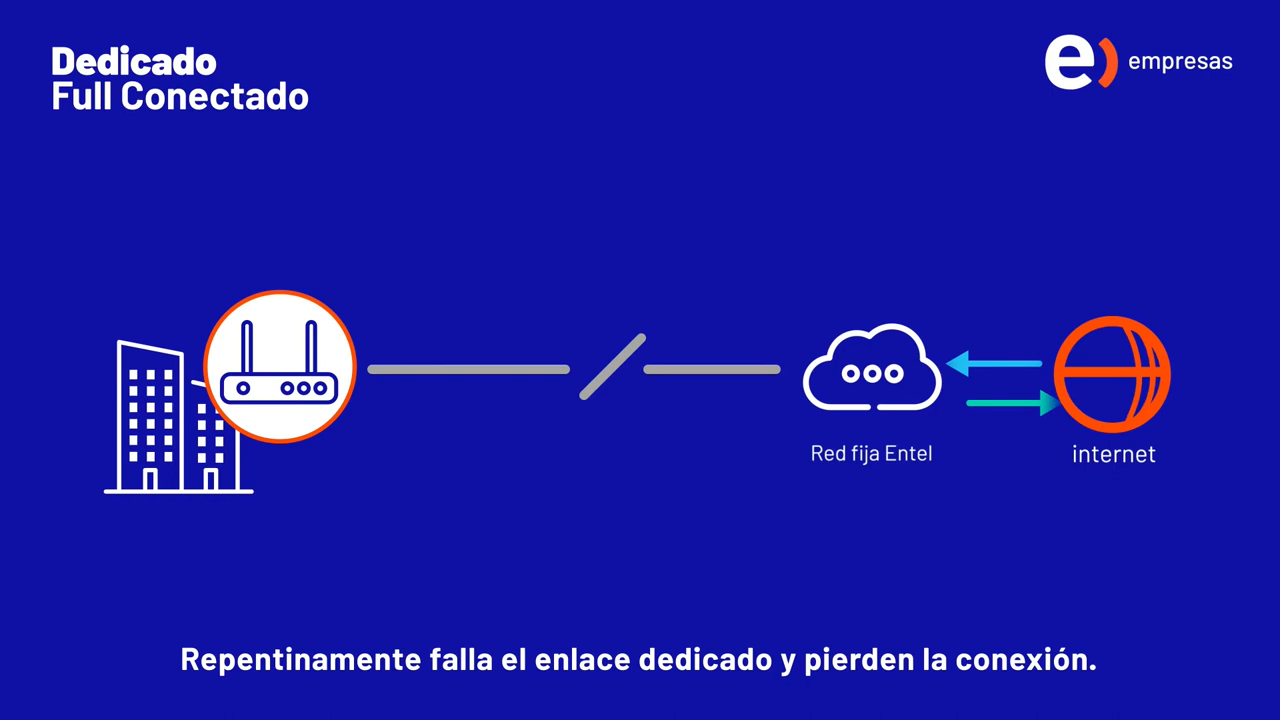 Dedicado
Full Conectado
e) empresas
Red fija Entel
internet
Repentinamente falla el enlace dedicado y pierden la conexión.